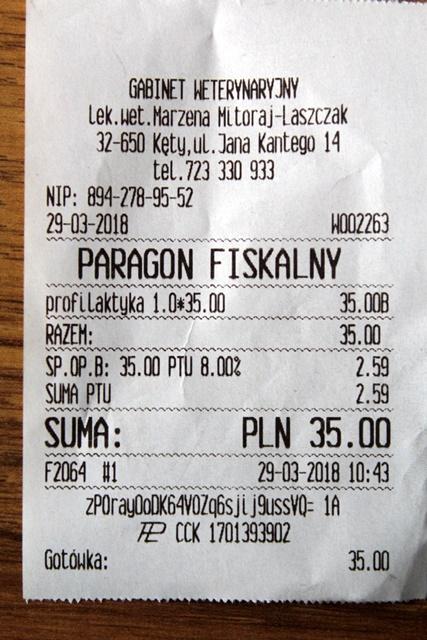 GABINET WETERYNARYJNY
Lek.wet.Marzena Mitoraj-Laszczak
32-650 Kęty,ul.Jana Kantego 14
tel.723 330 933
NIP: 894-278-95-52
29-03-2018 W002263
PARAGON FISKALNY
profilaktyka 1.0*35.00 35.00B
RAZEM: 35.00
SP.OP.B: 35.00 PTU 8.00% 2.59
SUMA PTU 2.59
SUMA: PLN 35.00
F2064 #1 29-03-2018 10:43
zP0rayOoDK64V0Zq6sjij9ussVQ= 1A
CCK 1701393902
Gotówka: 35.00